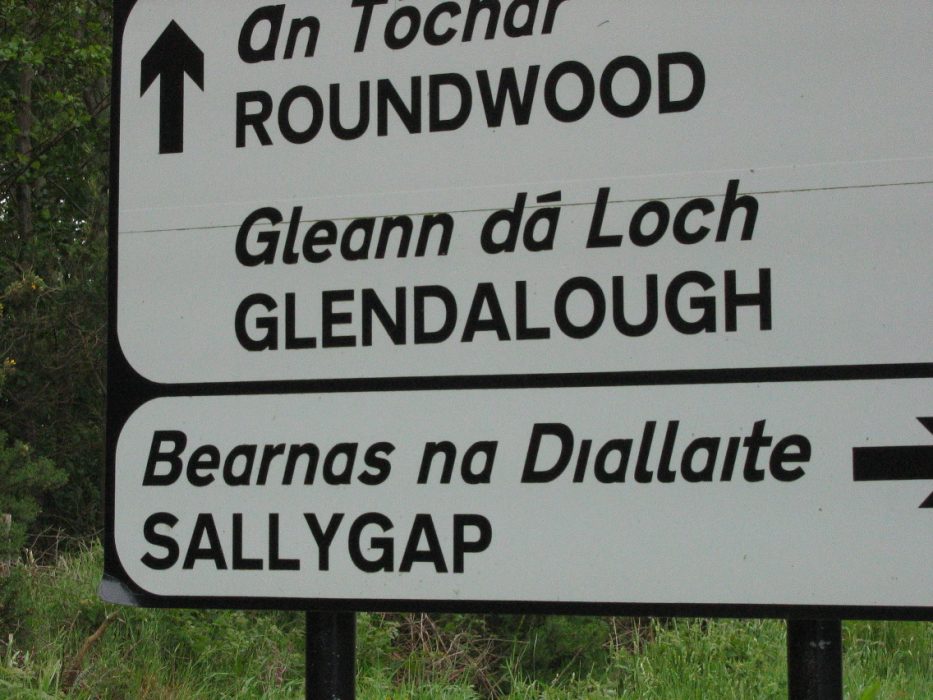 An Tóchar
ROUNDWOOD
Gleann dá Loch
GLENDALOUGH
Bearnas na Diallaite
SALLYGAP